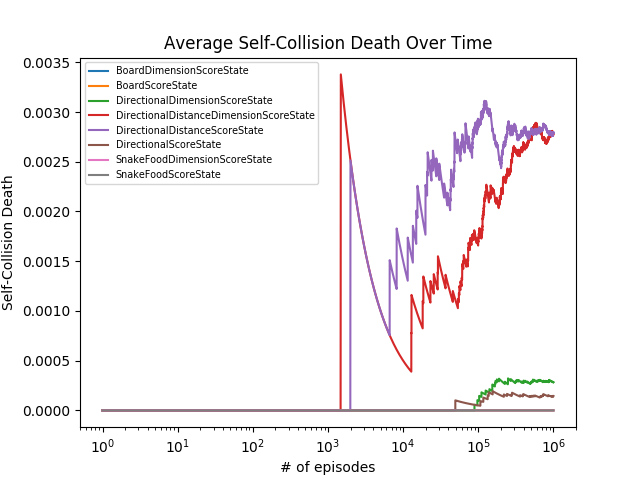 Average Self-Collision Death Over Time
0.0035
0.0030
0.0025
0.0020
0.0015
0.0010
0.0005
0.0000
Self-Collision Death
BoardDimensionScoreState
BoardScoreState
DirectionalDimensionScoreState
DirectionalDistanceDimensionScoreState
DirectionalDistanceScoreState
DirectionalScoreState
SnakeFoodDimensionScoreState
SnakeFoodScoreState
10⁰ 10¹ 10² 10³ 10⁴ 10⁵ 10⁶
# of episodes